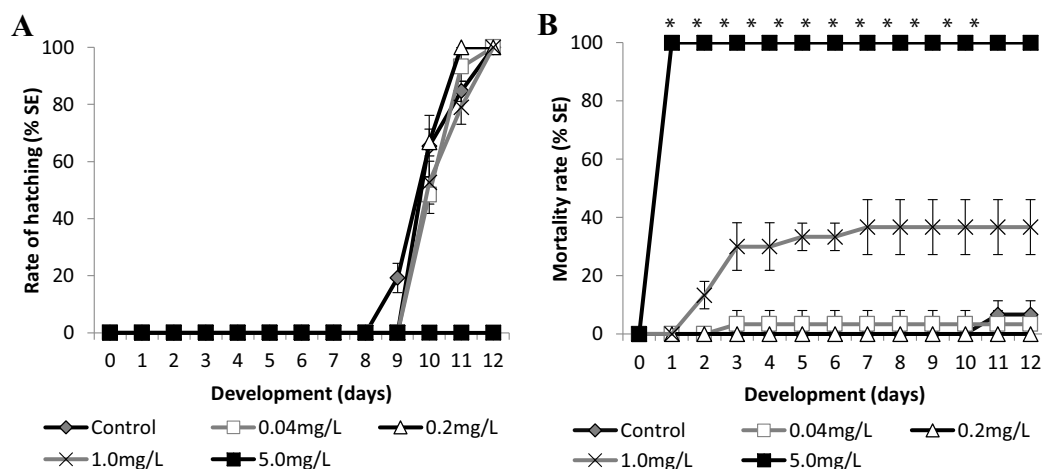 A
Rate of hatching (% SE)
100
80
60
40
20
0
0 1 2 3 4 5 6 7 8 9 10 11 12
Development (days)
Control 0.04mg/L 0.2mg/L
1.0mg/L 5.0mg/L
B
* * * * * * * * * * * *
Mortality rate (% SE)
100
80
60
40
20
0
0 1 2 3 4 5 6 7 8 9 10 11 12
Development (days)
Control 0.04mg/L 0.2mg/L
1.0mg/L 5.0mg/L